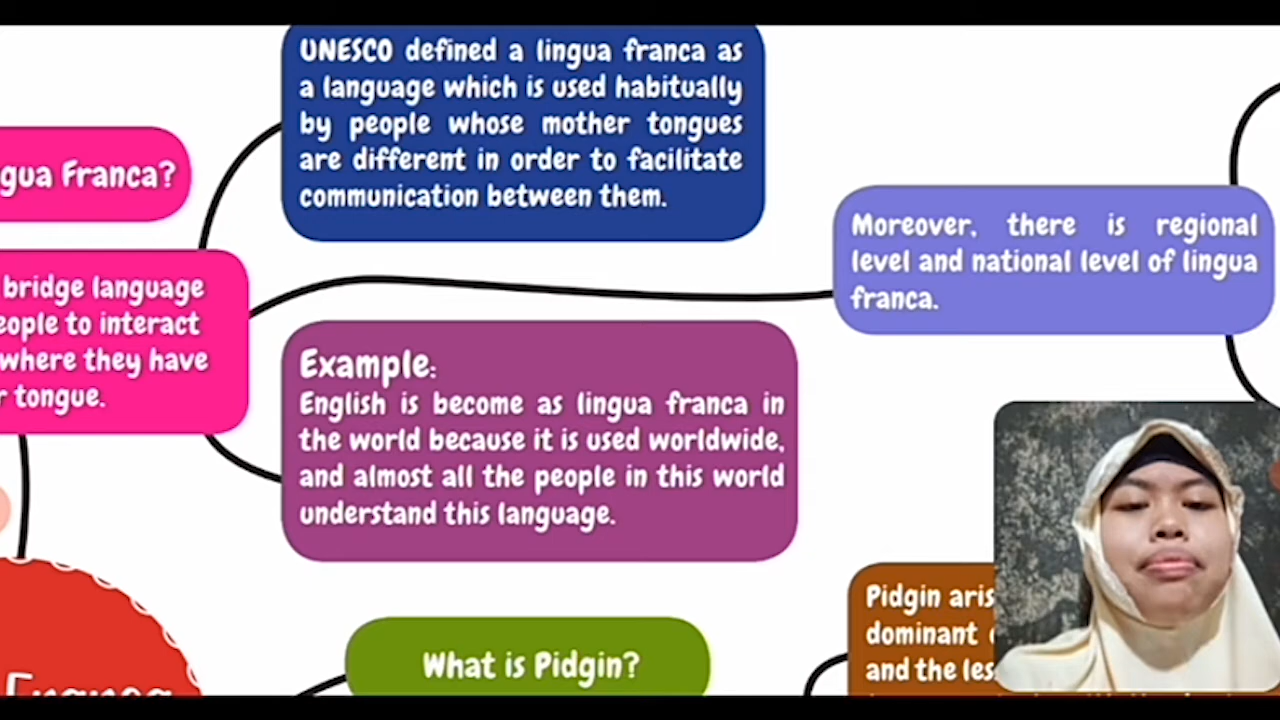 UNESCO defined a lingua franca as
a language which is used habitually
by people whose mother tongues
are different in order to facilitate
communication between them.
gua Franca?
bridge language
eople to interact
where they have
r tongue.
Moreover, there is regional
level and national level of lingua
franca.
Example:
English is become as lingua franca in
the world because it is used worldwide,
and almost all the people in this world
understand this language.
What is Pidgin?
Pidgin aris
dominant
and the les
Franca